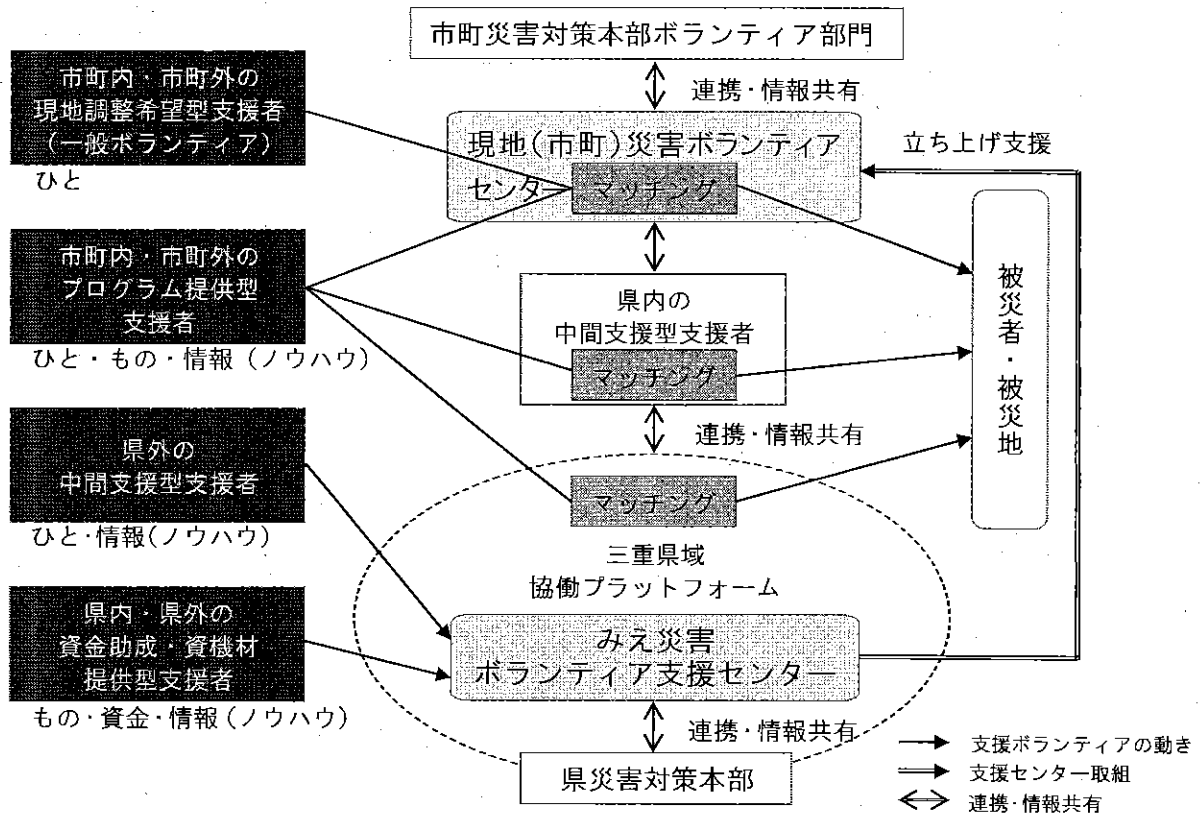 市町災害対策本部ボランティア部門
連携・情報共有
市町内・市町外の
現地調整希望型支援者
（一般ボランティア）
ひと
現地（市町）災害ボランティア
センター
マッチング
立ち上げ支援
市町内・市町外の
プログラム提供型
支援者
ひと・もの・情報（ノウハウ）
県内の
中間支援型支援者
マッチング
被災者・被災地
連携・情報共有
県外の
中間支援型支援者
ひと・情報（ノウハウ）
マッチング
三重県域
協働プラットフォーム
県内・県外の
資金助成・資機材
提供型支援者
もの・資金・情報（ノウハウ）
みえ災害
ボランティア支援センター
連携・情報共有
県災害対策本部
支援ボランティアの動き
支援センター取組
連携・情報共有